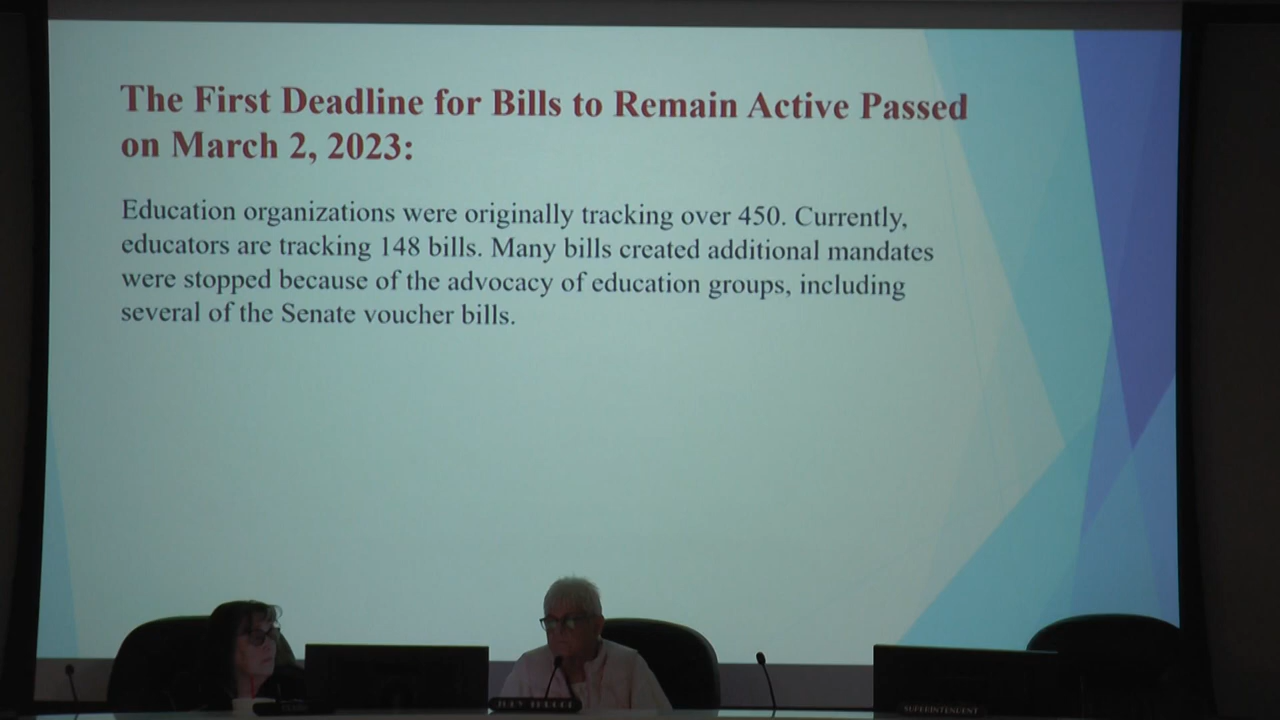 The First Deadline for Bills to Remain Active Passed
on March 2, 2023:
Education organizations were originally tracking over 450. Currently,
educators are tracking 148 bills. Many bills created additional mandates
were stopped because of the advocacy of education groups, including
several of the Senate voucher bills.
SUPERINTENDENT